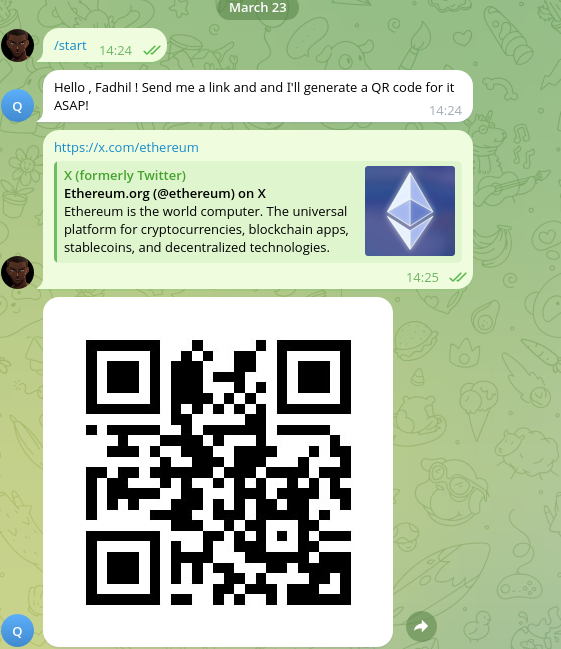 March 23
/start 14:24
Hello , Fadhil ! Send me a link and and I'll generate a QR code for it
ASAP!
14:24
https://x.com/ethereum
X (formerly Twitter)
Ethereum.org (@ethereum) on X
Ethereum is the world computer. The universal
platform for cryptocurrencies, blockchain apps,
stablecoins, and decentralized technologies.
14:25
Q
Q